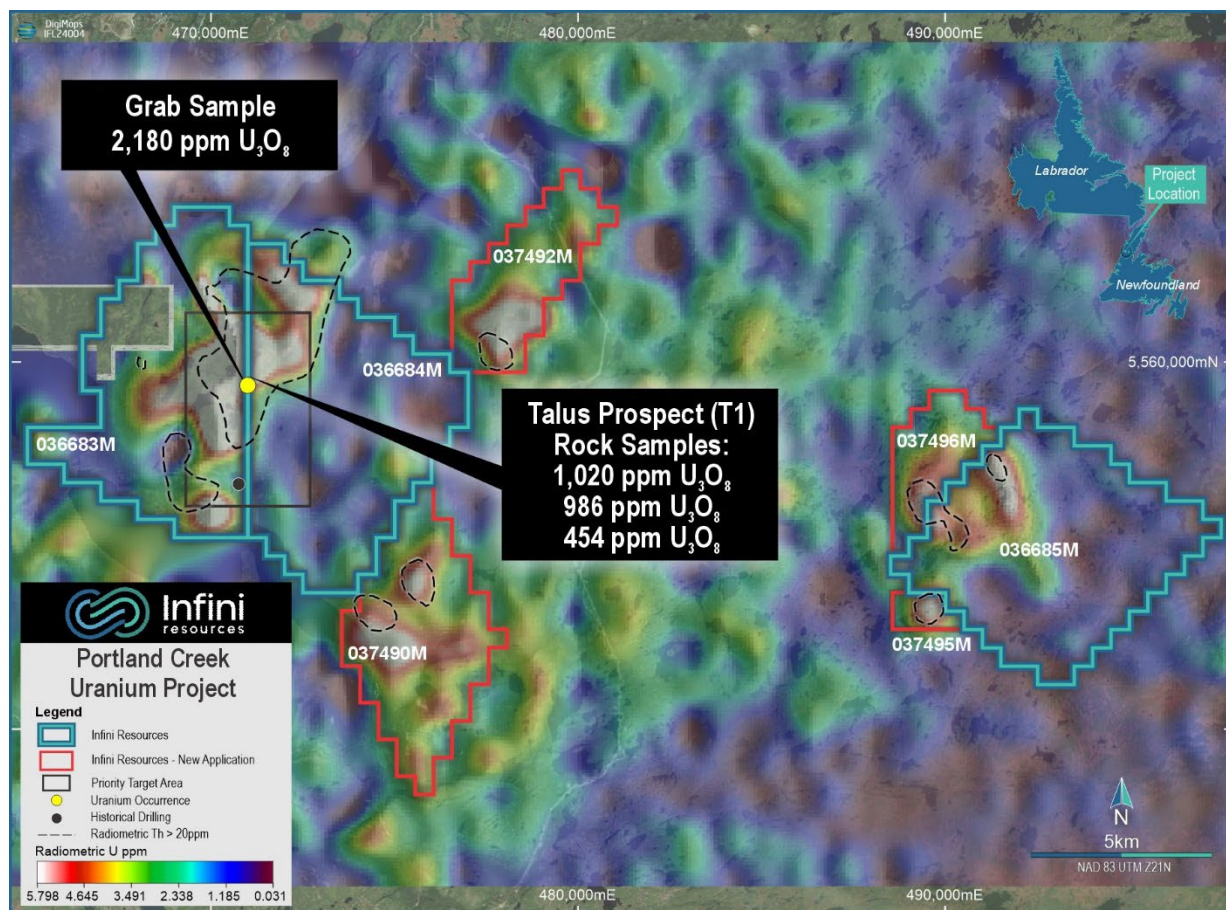 DigiMaps
IFL24004
470,000mE
480,000mE
490,000mE
Grab Sample
2,180 ppm U₃O₈
Labrador
Project
Location
Newfoundland
037492M
036684M
5,560,000mN
Talus Prospect (T1)
Rock Samples:
1,020 ppm U₃O₈
986 ppm U₃O₈
454 ppm U₃O₈
036683M
037496M
036685M
037495M
037490M
Infini
resources
Portland Creek
Uranium Project
Legend
Infini Resources
Infini Resources - New Application
Priority Target Area
Uranium Occurrence
Historical Drilling
Radiometric Th > 20ppm
Radiometric U ppm
5.798 4.645 3.491 2.338 1.185 0.031
N
5km
NAD 83 UTM Z21N
480,000mE
490,000mE